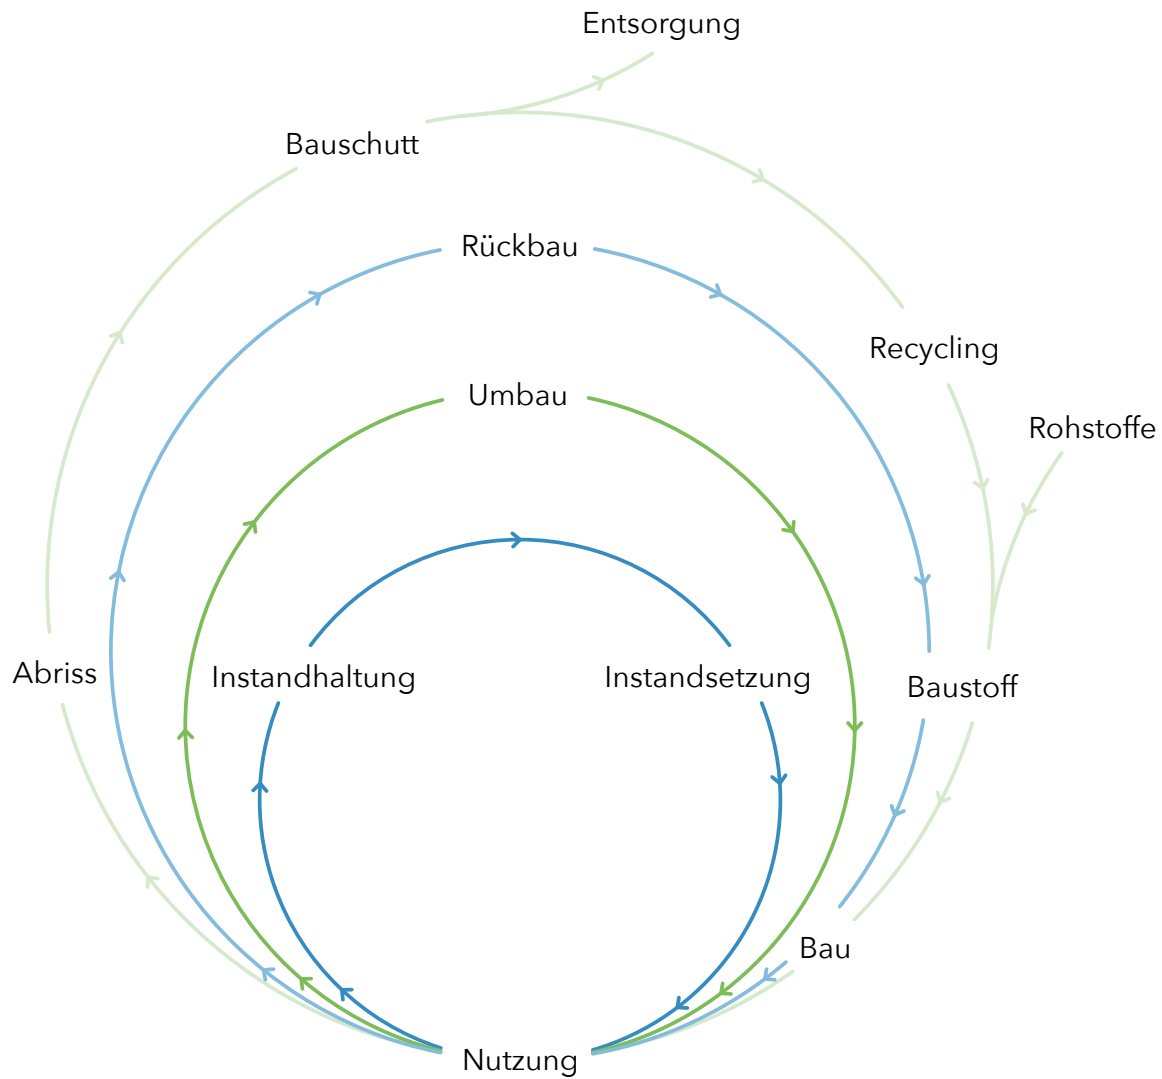 Entsorgung
Bauschutt
Rückbau
Recycling
Umbau
Rohstoffe
Abriss
Instandhaltung
Instandsetzung
Baustoff
Bau
Nutzung